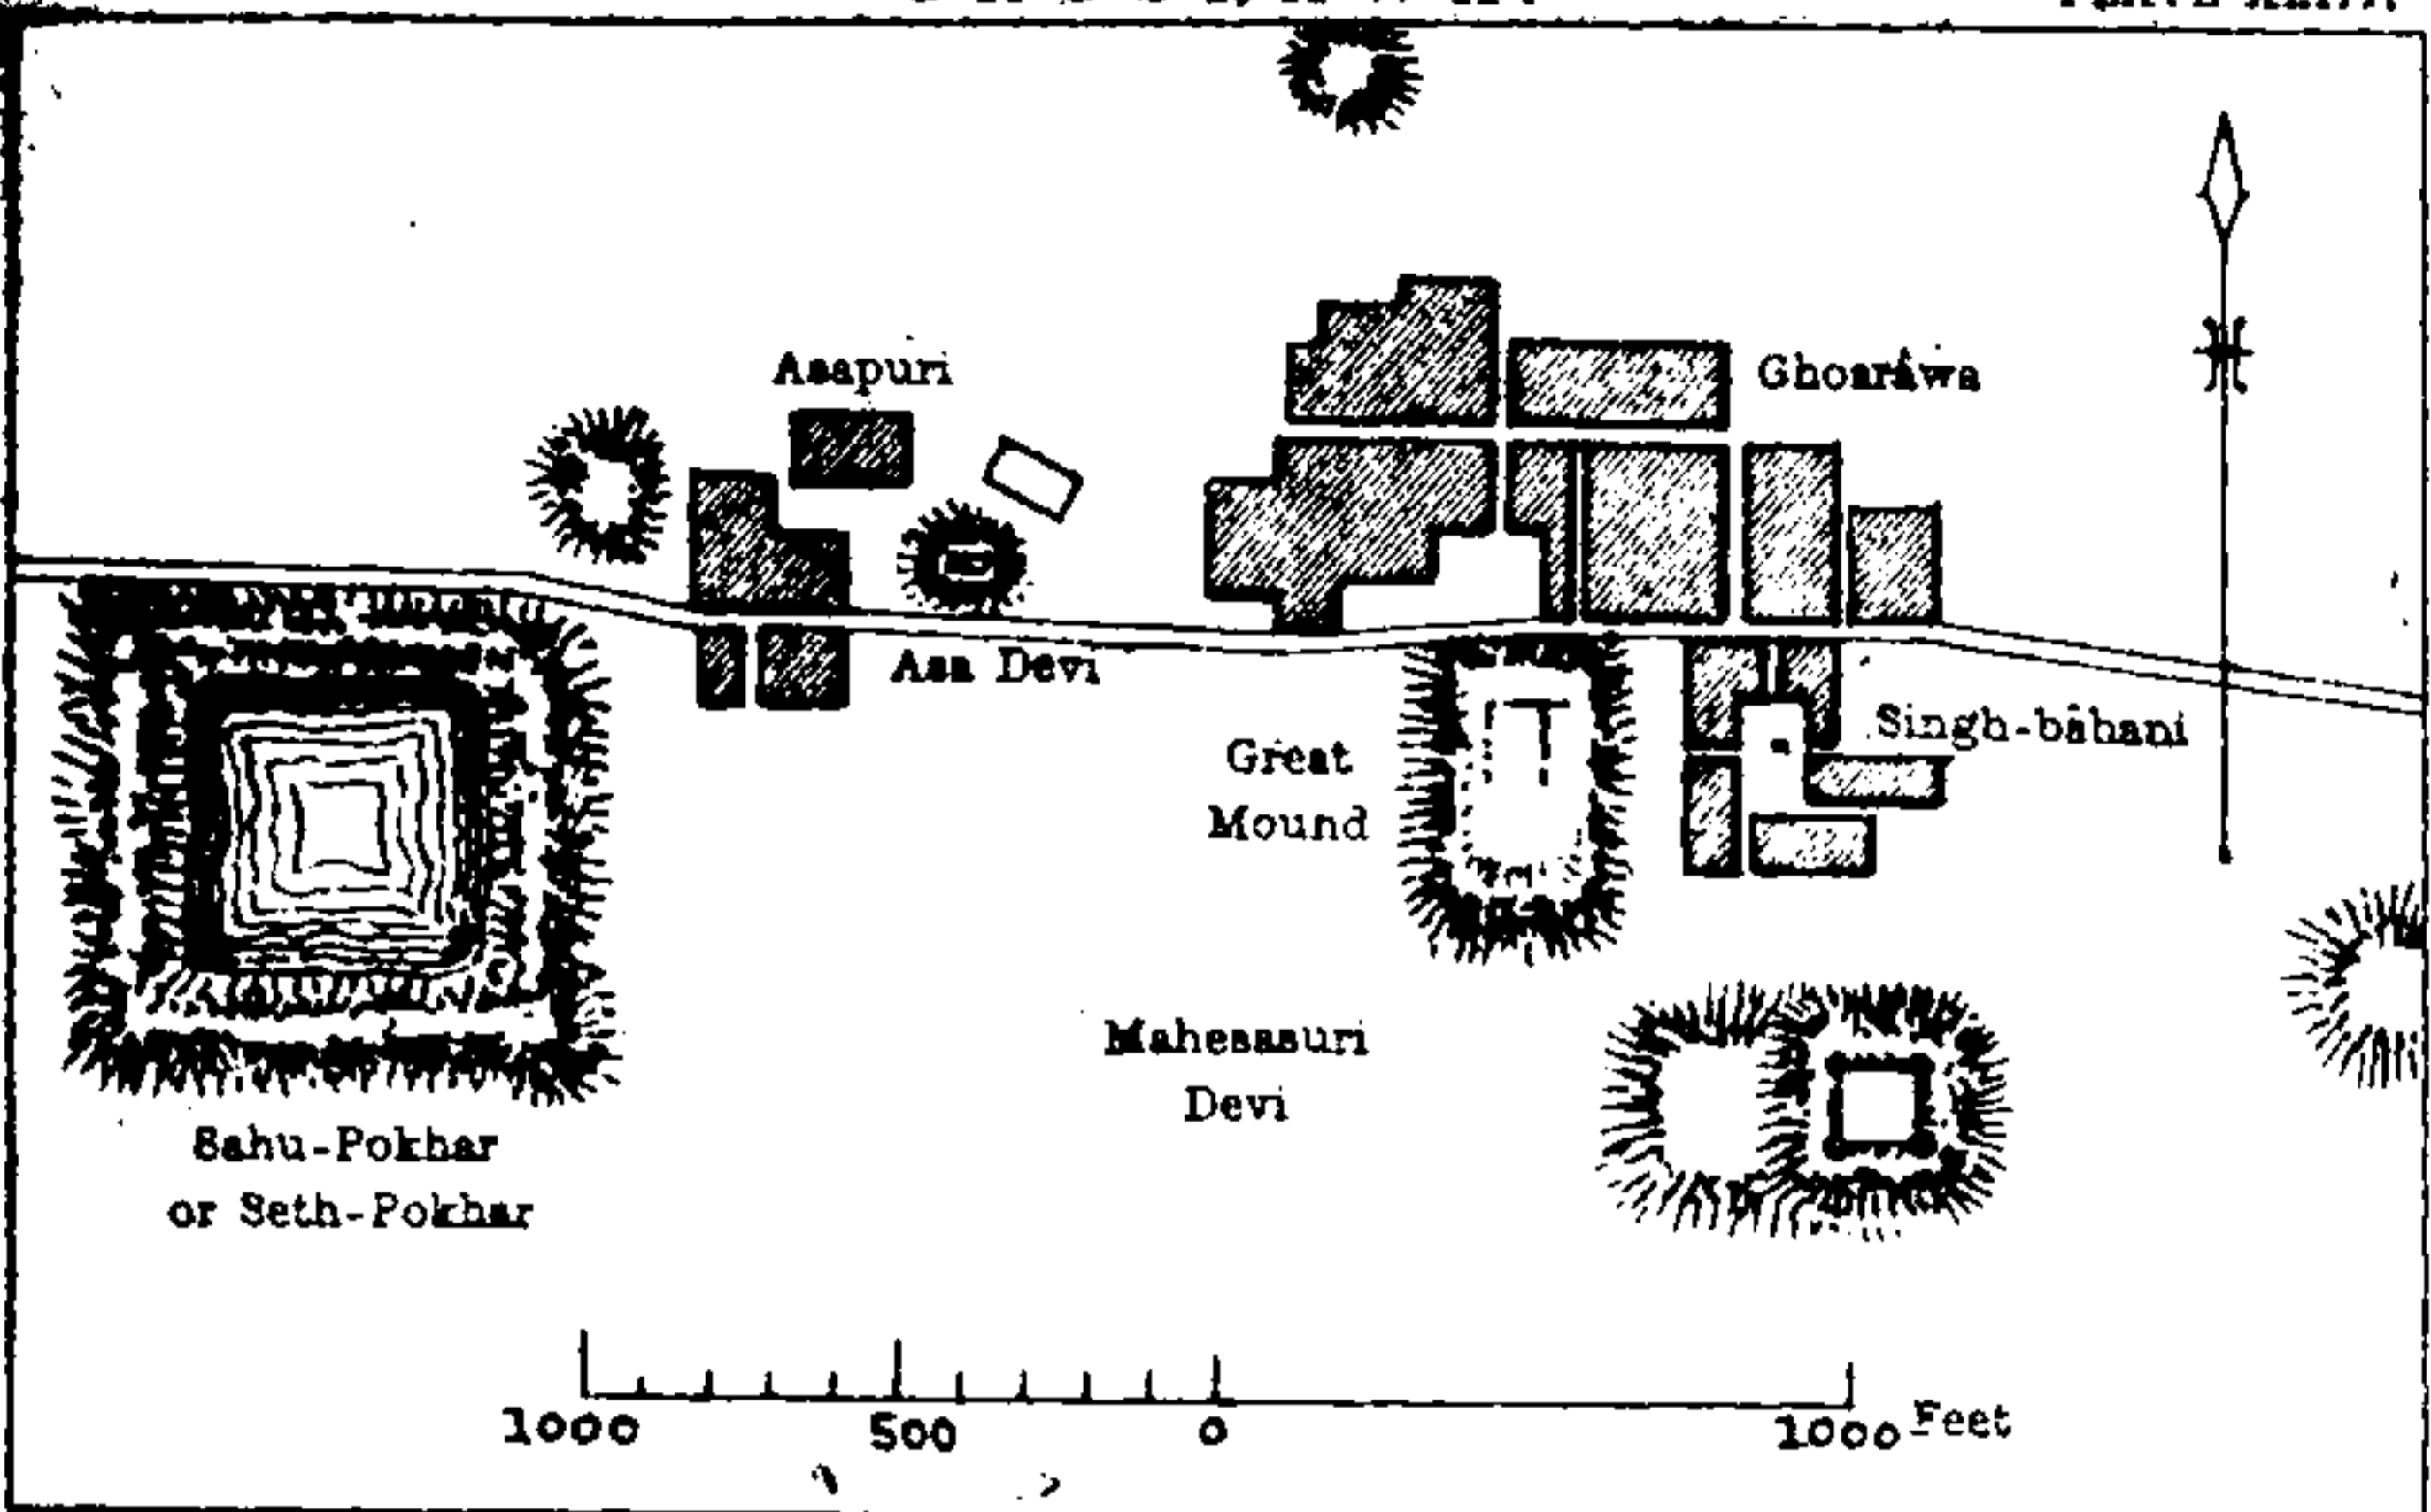 Asapuri
Ghosráwa
Asa Devi
Singh-bâhani
Great
Mound
Mahesasuri
Devi
Sahu-Pokhar
or Seth-Pokhar
1000 500 0 1000 Feet